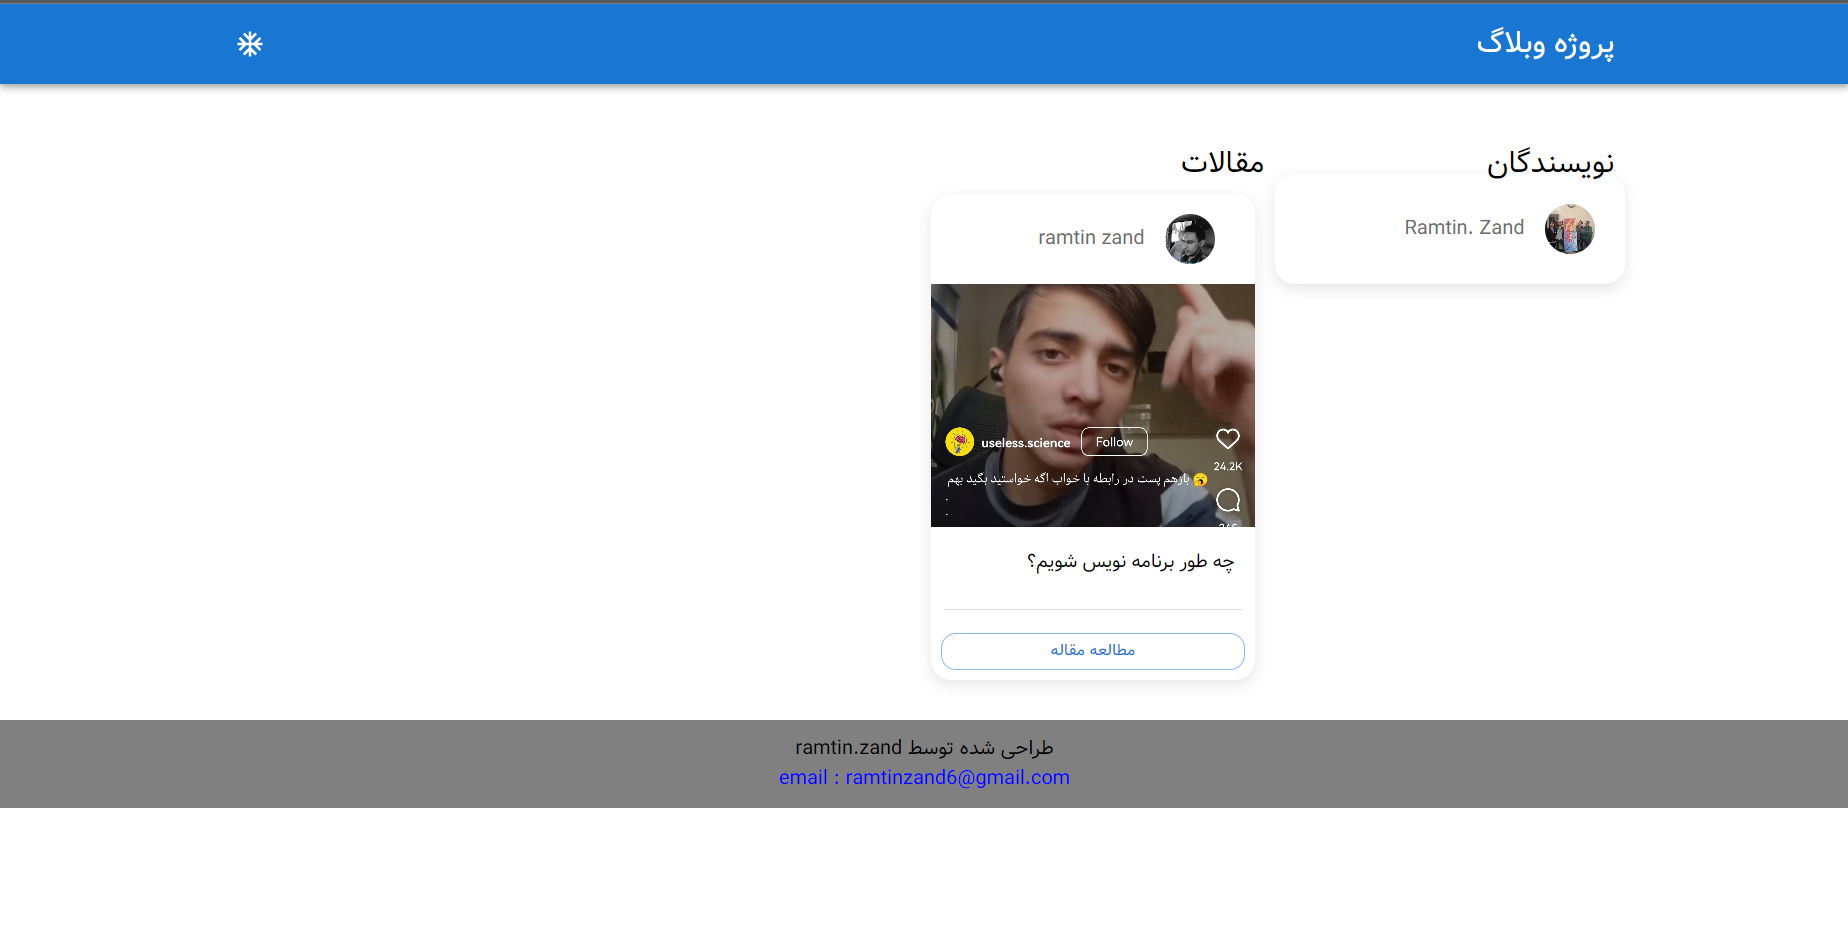 پروژه وبلاگ
نویسندگان
Ramtin. Zand
مقالات
ramtin zand
useless.science
Follow
24.2K
بازهم پست در رابطه با خواب اگه خواستید بگید بهم 🥱
.
.
چه طور برنامه نویس شویم؟
مطالعه مقاله
طراحی شده توسط ramtin.zand
email : ramtinzand6@gmail.com